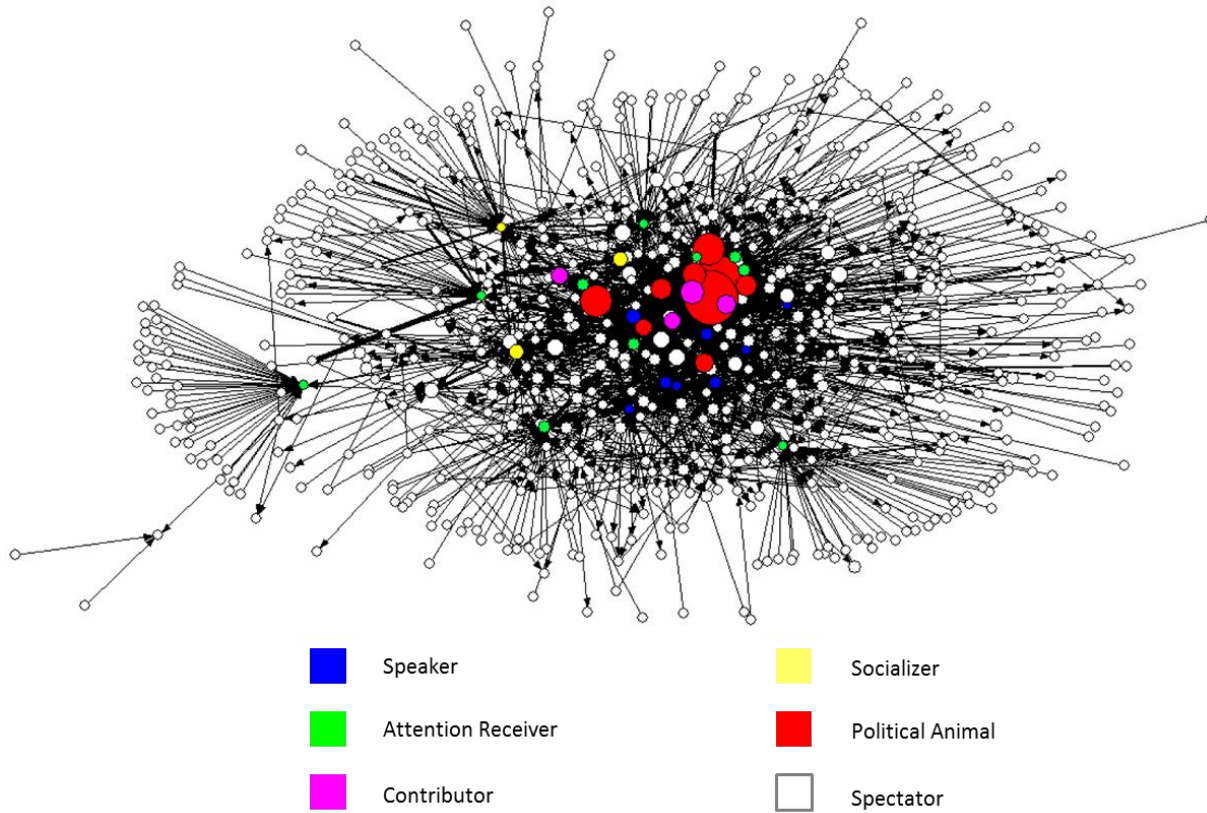 Speaker
Socializer
Attention Receiver
Political Animal
Contributor
Spectator